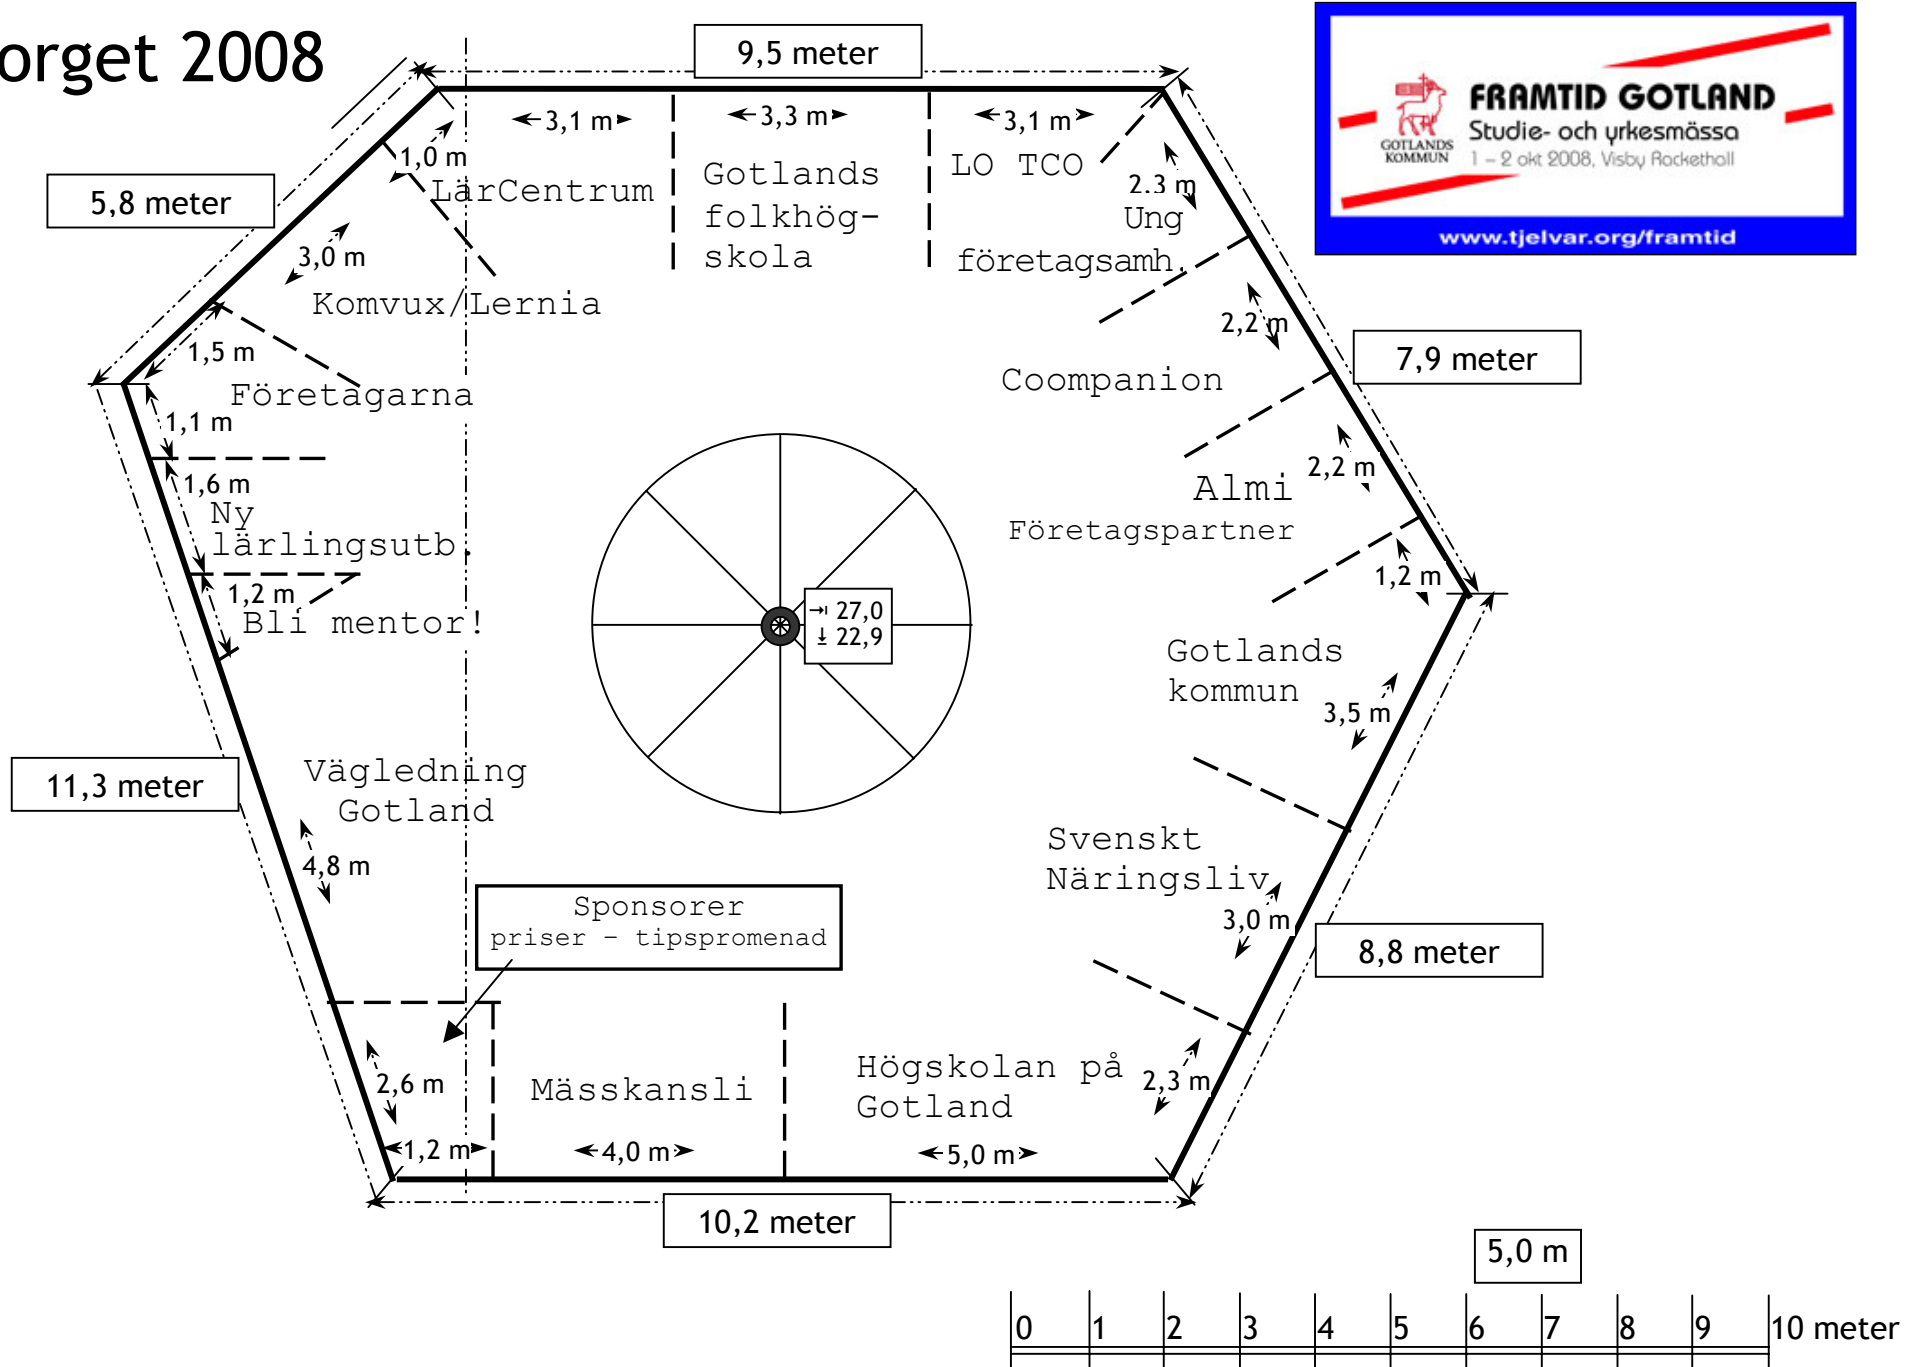 orget 2008
9,5 meter
FRAMTID GOTLAND
Studie- och yrkesmässa
1 – 2 okt 2008, Visby Rackethall
GOTLANDS
KOMMUN
www.tjelvar.org/framtid
5,8 meter
1,0 m
3,1 m
3,3 m
3,1 m
LärCentrum
Gotlands
folkhög-
skola
LO TCO
2.3 m
Ung
företagsamh.
3,0 m
Komvux/Lernia
2,2 m
1,5 m
Företagarna
Coompanion
7,9 meter
1,1 m
1,6 m
Ny
lärlingsutb.
2,2 m
Almi
Företagspartner
1,2 m
Bli mentor!
27,0
22,9
1,2 m
Gotlands
kommun
3,5 m
11,3 meter
Vägledning
Gotland
4,8 m
Svenskt
Näringsliv
3,0 m
8,8 meter
Sponsorer
priser – tipspromenad
2,6 m
1,2 m
Mässkansli
4,0 m
Högskolan på
Gotland
2,3 m
5,0 m
10,2 meter
5,0 m
0 1 2 3 4 5 6 7 8 9 10 meter